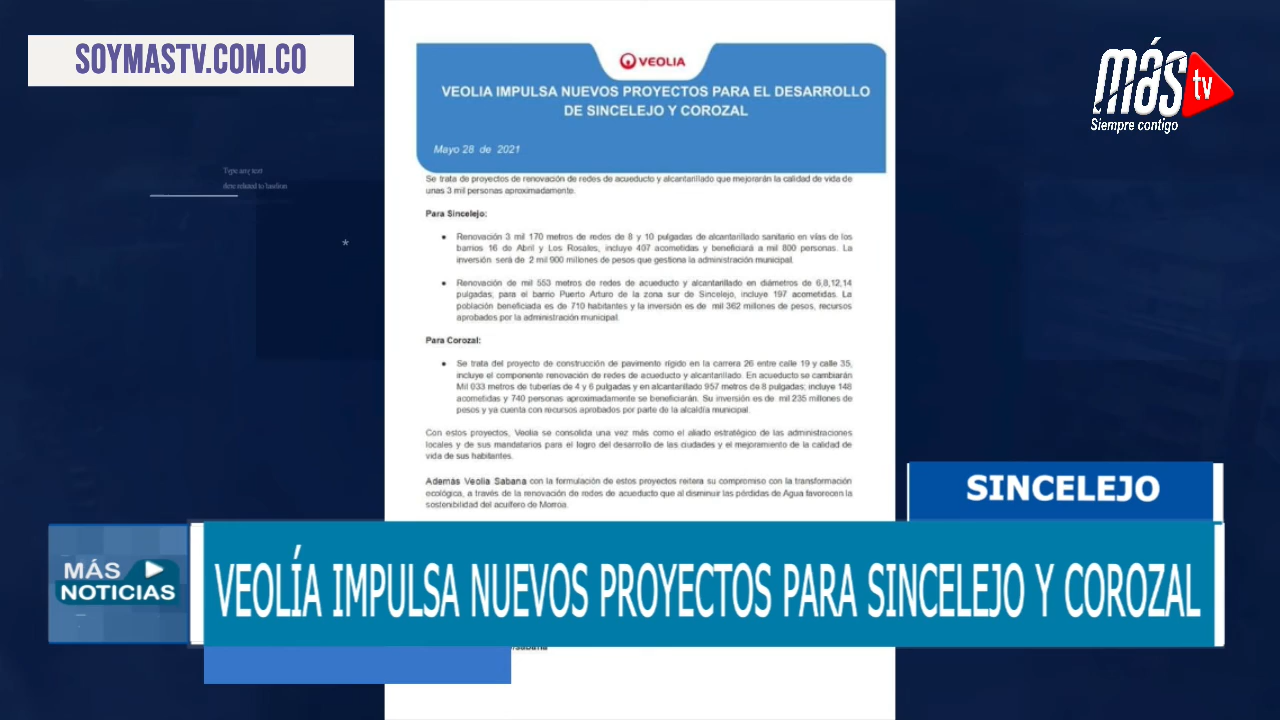 SOYMASTV.COM.CO
más tv
Siempre contigo
VEOLIA
VEOLIA IMPULSA NUEVOS PROYECTOS PARA EL DESARROLLO
DE SINCELEJO Y COROZAL
Mayo 28 de 2021
Type any text
Se trata de proyectos de renovación de redes de acueducto y alcantarillado que mejorarán la calidad de vida de
unas 3 mil personas aproximadamente.
Para Sincelejo:
• Renovación 3 mil 170 metros de redes de 8 y 10 pulgadas de alcantarillado sanitario en vías de los
barrios 16 de Abril y Los Rosales, incluye 407 acometidas y beneficiará a mil 800 personas. La
inversión será de 2 mil 900 millones de pesos que gestiona la administración municipal.
• Renovación de mil 553 metros de redes de acueducto y alcantarillado en diámetros de 6,8,12,14
pulgadas, para el barrio Puerto Arturo de la zona sur de Sincelejo, incluye 197 acometidas. La
población beneficiada es de 710 habitantes y la inversión es de mil 362 millones de pesos, recursos
aprobados por la administración municipal.
Para Corozal:
• Se trata del proyecto de construcción de pavimento rígido en la carrera 26 entre calle 19 y calle 35,
incluye el componente renovación de redes de acueducto y alcantarillado. En acueducto se cambiarán
Mil 033 metros de tuberías de 4 y 6 pulgadas y en alcantarillado 957 metros de 8 pulgadas; incluye 148
acometidas y 740 personas aproximadamente se beneficiarán. Su inversión es de mil 235 millones de
pesos y ya cuenta con recursos aprobados por parte de la alcaldía municipal.
Con estos proyectos, Veolia se consolida una vez más como el aliado estratégico de las administraciones
locales y de sus mandatarios para el logro del desarrollo de las ciudades y el mejoramiento de la calidad de
vida de sus habitantes.
Además Veolia Sabana con la formulación de estos proyectos reitera su compromiso con la transformación
ecológica, a través de la renovación de redes de acueducto que al disminuir las pérdidas de Agua favorecen la
sostenibilidad del acuífero de Morroa.
SINCELEJO
MÁS
NOTICIAS
VEOLÍA IMPULSA NUEVOS PROYECTOS PARA SINCELEJO Y COROZAL